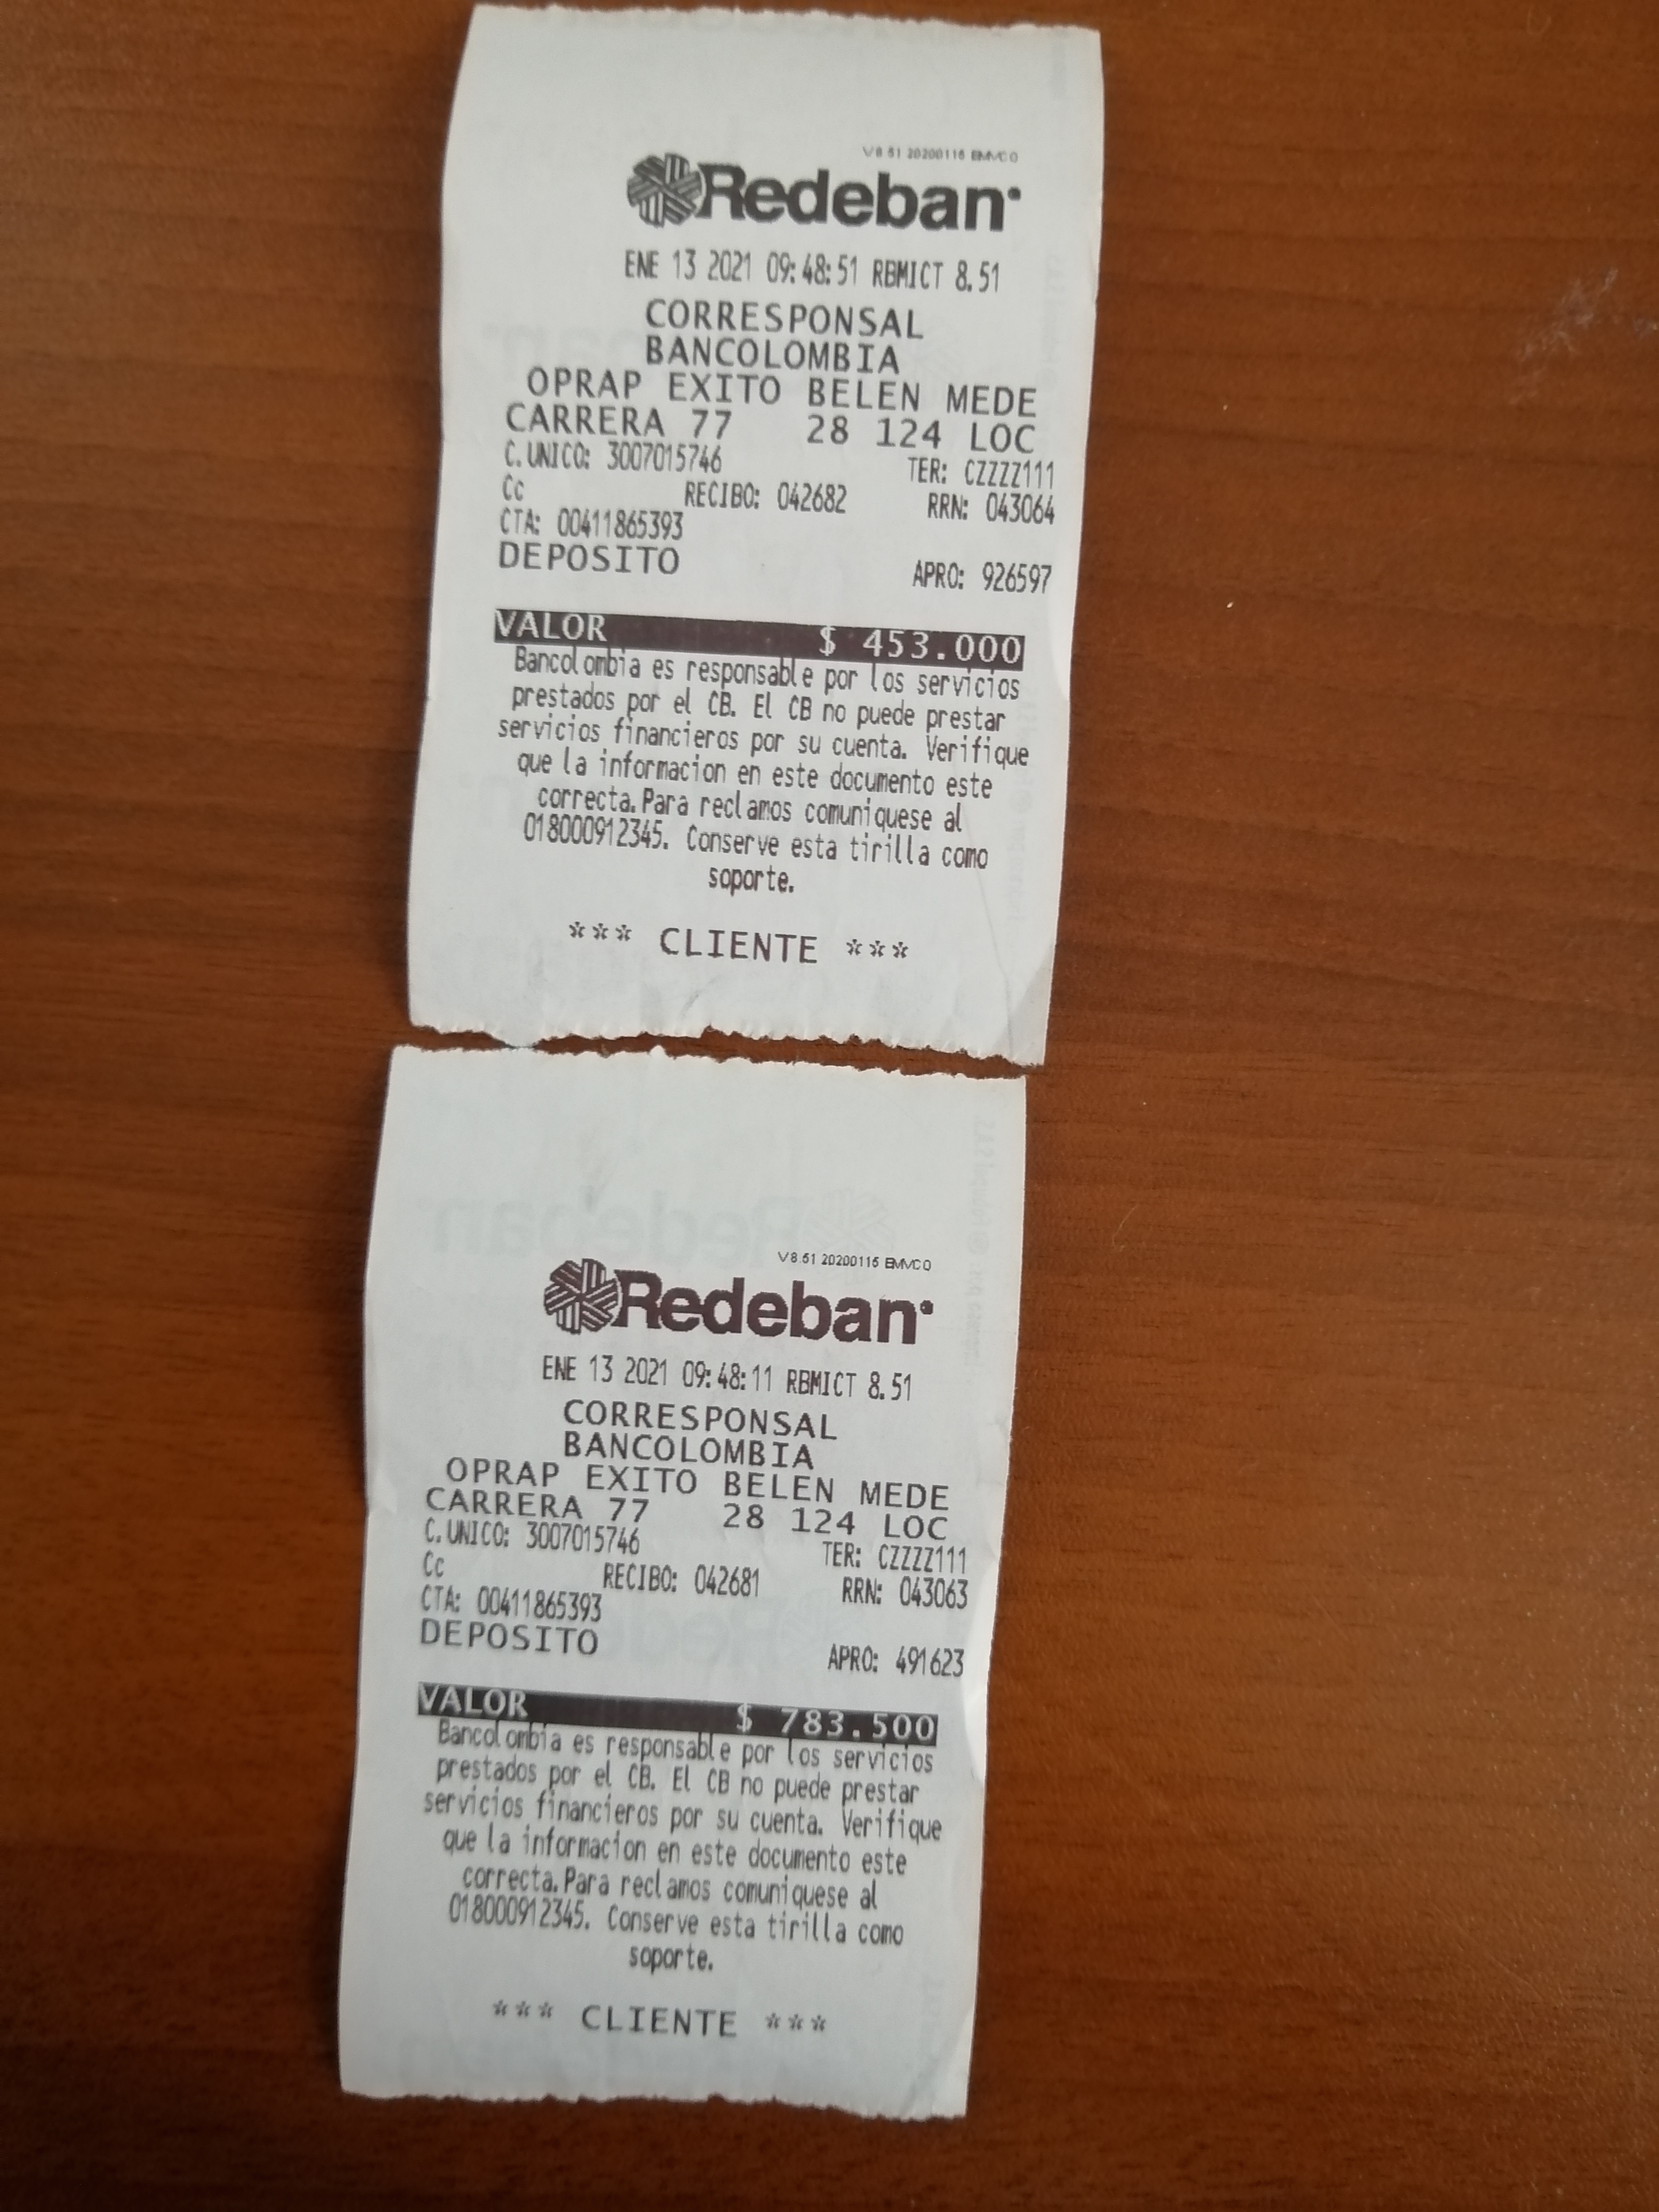 V8.51 20200116 EMVCO
Redeban
ENE 13 2021 09:48:51 RBMICT 8.51
CORRESPONSAL
BANCOLOMBIA
OPRAP EXITO BELEN MEDE
CARRERA 77 28 124 LOC
C.UNICO: 3007015746 TER: CZZZZ111
Cc RECIBO: 042682 RRN: 043064
CTA: 00411865393
DEPOSITO APRO: 926597
VALOR $ 453.000
Bancolombia es responsable por los servicios
prestados por el CB. El CB no puede prestar
servicios financieros por su cuenta. Verifique
que la informacion en este documento este
correcta.Para reclamos comuniquese al
018000912345. Conserve esta tirilla como
soporte.
*** CLIENTE ***
V8.51 20200116 EMVCO
Redeban
ENE 13 2021 09:48:11 RBMICT 8.51
CORRESPONSAL
BANCOLOMBIA
OPRAP EXITO BELEN MEDE
CARRERA 77 28 124 LOC
C.UNICO: 3007015746 TER: CZZZZ111
Cc RECIBO: 042681 RRN: 043063
CTA: 00411865393
DEPOSITO APRO: 491623
VALOR $ 783.500
Bancolombia es responsable por los servicios
prestados por el CB. El CB no puede prestar
servicios financieros por su cuenta. Verifique
que la informacion en este documento este
correcta.Para reclamos comuniquese al
018000912345. Conserve esta tirilla como
soporte.
*** CLIENTE ***